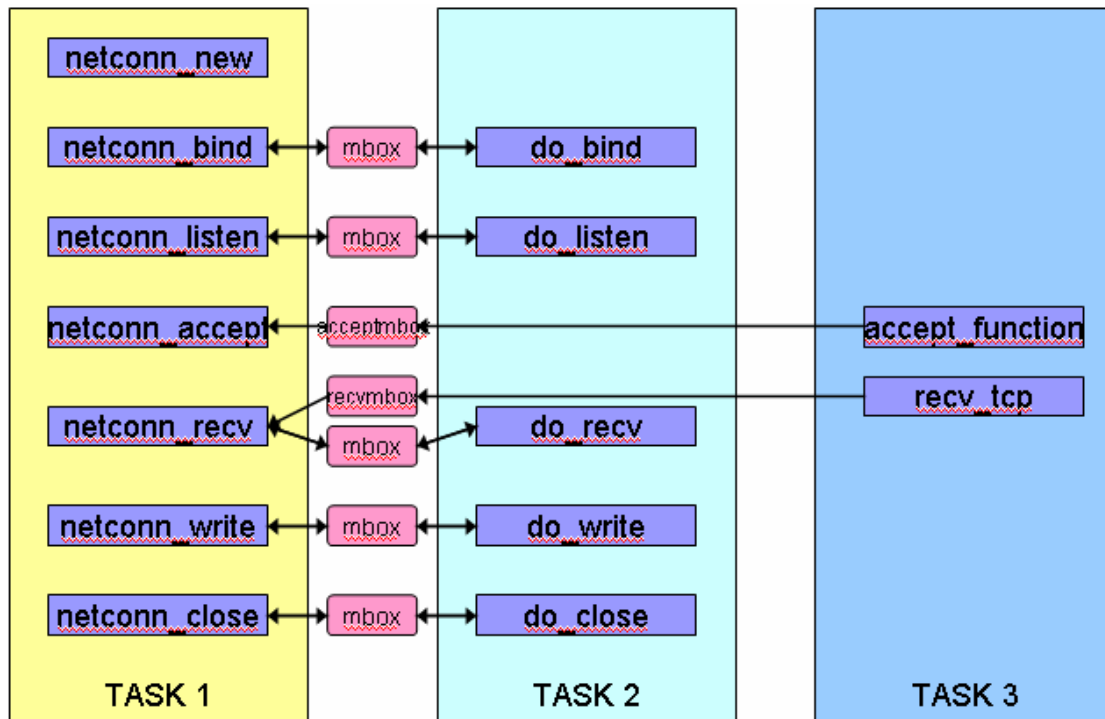 netconn_new
netconn_bind mbox do_bind
netconn_listen mbox do_listen
netconn_accept acceptmbox accept_function
recvmbox recv_tcp
netconn_recv mbox do_recv
netconn_write mbox do_write
netconn_close mbox do_close
TASK 1 TASK 2 TASK 3